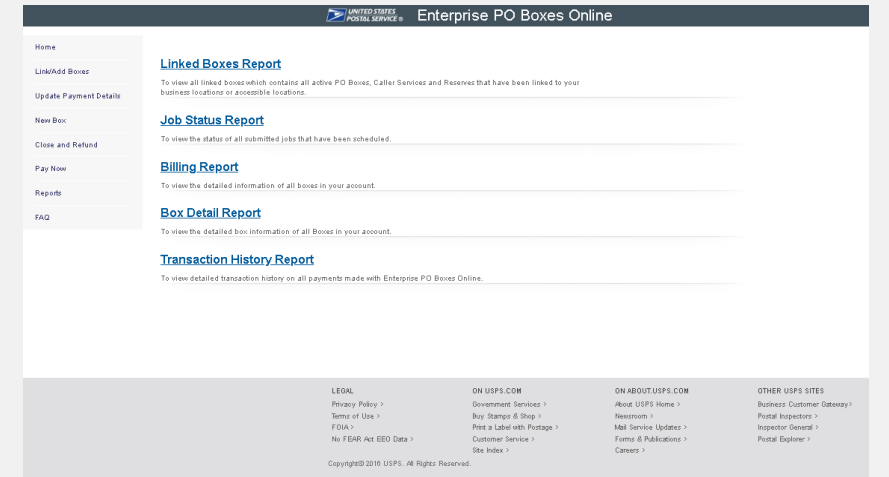 UNITED STATES
POSTAL SERVICE ®
Enterprise PO Boxes Online
Home
Link/Add Boxes
Update Payment Details
New Box
Close and Refund
Pay Now
Reports
FAQ
Linked Boxes Report
To view all linked boxes which contains all active PO Boxes, Caller Services and Reserves that have been linked to your
business locations or accessible locations.
Job Status Report
To view the status of all submitted jobs that have been scheduled.
Billing Report
To view the detailed information of all boxes in your account.
Box Detail Report
To view the detailed box information of all Boxes in your account.
Transaction History Report
To view detailed transaction history on all payments made with Enterprise PO Boxes Online.
LEGAL
Privacy Policy >
Terms of Use >
FOIA >
No FEAR Act EEO Data >
ON USPS.COM
Government Services >
Buy Stamps & Shop >
Print a Label with Postage >
Customer Service >
Site Index >
ON ABOUT.USPS.COM
About USPS Home >
Newsroom >
Mail Service Updates >
Forms & Publications >
Careers >
OTHER USPS SITES
Business Customer Gateway >
Postal Inspectors >
Inspector General >
Postal Explorer >
Copyright© 2016 USPS. All Rights Reserved.